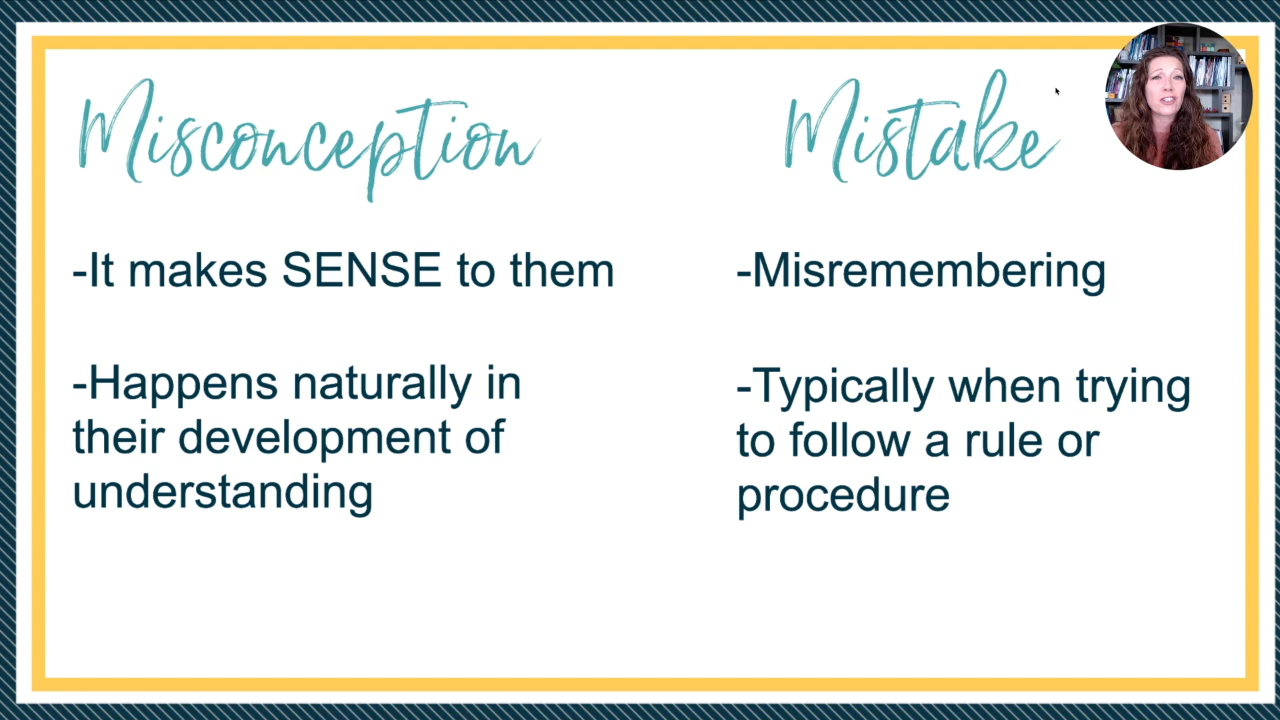 Misconception
-It makes SENSE to them
-Happens naturally in
their development of
understanding
Mistake
-Misremembering
-Typically when trying
to follow a rule or
procedure